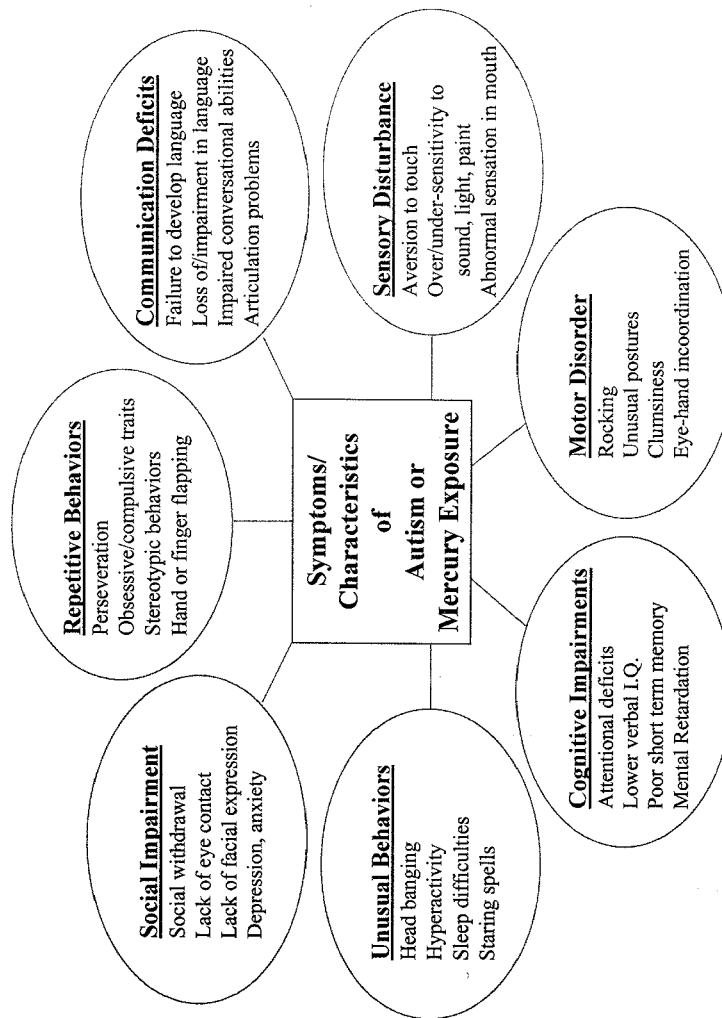 Symptoms/
Characteristics
of
Autism or
Mercury Exposure
Social Impairment
Social withdrawal
Lack of eye contact
Lack of facial expression
Depression, anxiety
Repetitive Behaviors
Perseveration
Obsessive/compulsive traits
Stereotypic behaviors
Hand or finger flapping
Communication Deficits
Failure to develop language
Loss of/impairment in language
Impaired conversational abilities
Articulation problems
Unusual Behaviors
Head banging
Hyperactivity
Sleep difficulties
Staring spells
Sensory Disturbance
Aversion to touch
Over/under-sensitivity to
sound, light, paint
Abnormal sensation in mouth
Cognitive Impairments
Attentional deficits
Lower verbal I.Q.
Poor short term memory
Mental Retardation
Motor Disorder
Rocking
Unusual postures
Clumsiness
Eye-hand incoordination